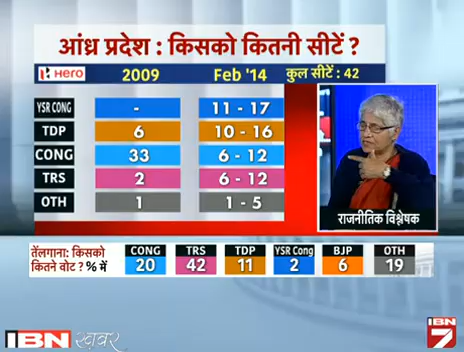 आंध्र प्रदेश : किसको कितनी सीटें ?
Hero 2009 Feb '14 कुल सीटें : 42
YSR CONG - 11 - 17
TDP 6 10 - 16
CONG 33 6 - 12
TRS 2 6 - 12
OTH 1 1 - 5
राजनीतिक विश्लेषक
तेंलगाना: किसको कितने वोट ? % में
CONG TRS TDP YSR Cong BJP OTH
20 42 11 2 6 19
IBN ख़बर
IBN 7